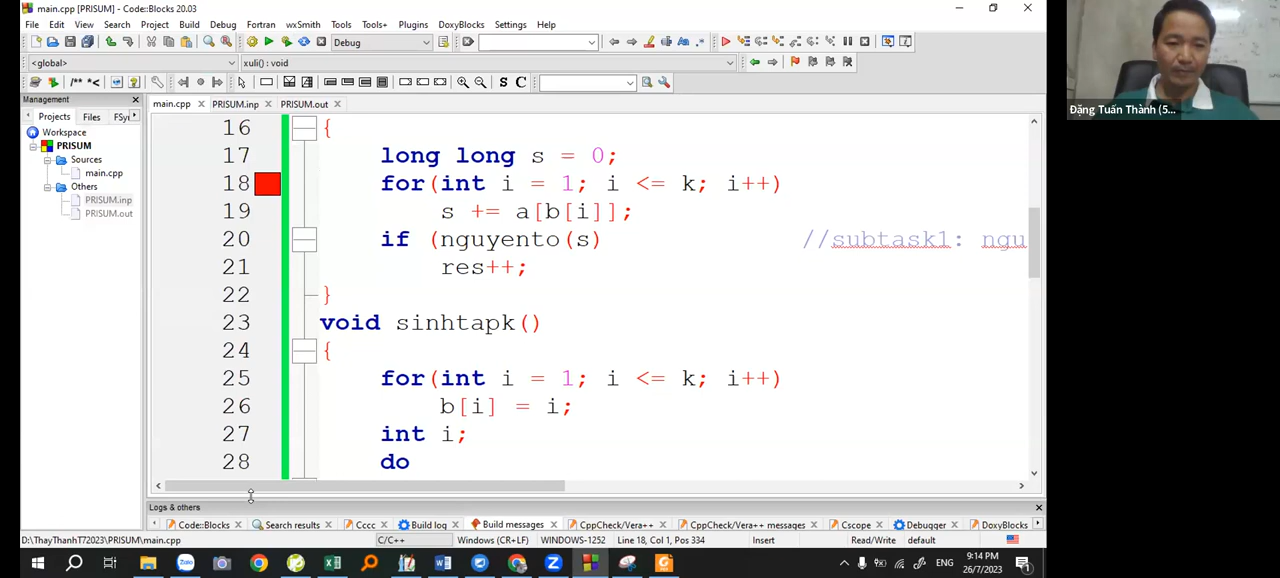 main.cpp [PRISUM] - Code::Blocks 20.03
File Edit View Search Project Build Debug Fortran wxSmith Tools Tools+ Plugins DoxyBlocks Settings Help
Debug
<global> xuli() : void
/** *< S C
Management
Projects Files FSy
Workspace
PRISUM
Sources
main.cpp
Others
PRISUM.inp
PRISUM.out
main.cpp PRISUM.inp PRISUM.out
16 {
17 long long s = 0;
18 for(int i = 1; i <= k; i++)
19 s += a[b[i]];
20 if (nguyento(s) //subtask1: ngu
21 res++;
22 }
23 void sinhtapk()
24 {
25 for(int i = 1; i <= k; i++)
26 b[i] = i;
27 int i;
28 do
Logs & others
Code::Blocks Search results Cccc Build log Build messages CppCheck/Vera++ CppCheck/Vera++ messages Cscope Debugger DoxyBlocks
D:\ThayThanhT72023\PRISUM\main.cpp C/C++ Windows (CR+LF) WINDOWS-1252 Line 18, Col 1, Pos 334 Insert Read/Write default
ENG 9:14 PM
26/7/2023
Đặng Tuấn Thành (5...